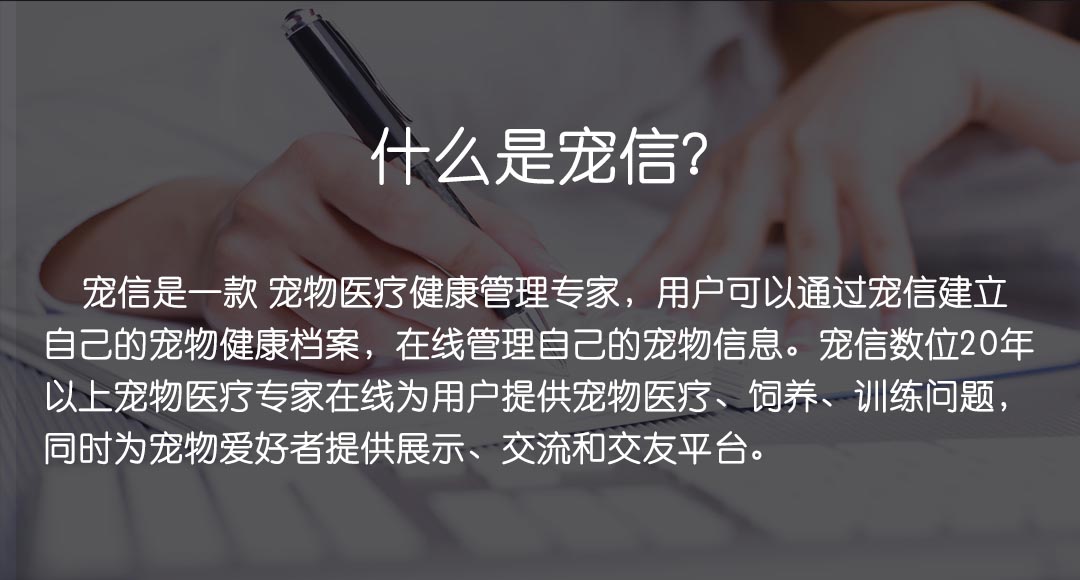 什么是宠信?
宠信是一款 宠物医疗健康管理专家，用户可以通过宠信建立
自己的宠物健康档案，在线管理自己的宠物信息。宠信数位20年
以上宠物医疗专家在线为用户提供宠物医疗、饲养、训练问题，
同时为宠物爱好者提供展示、交流和交友平台。